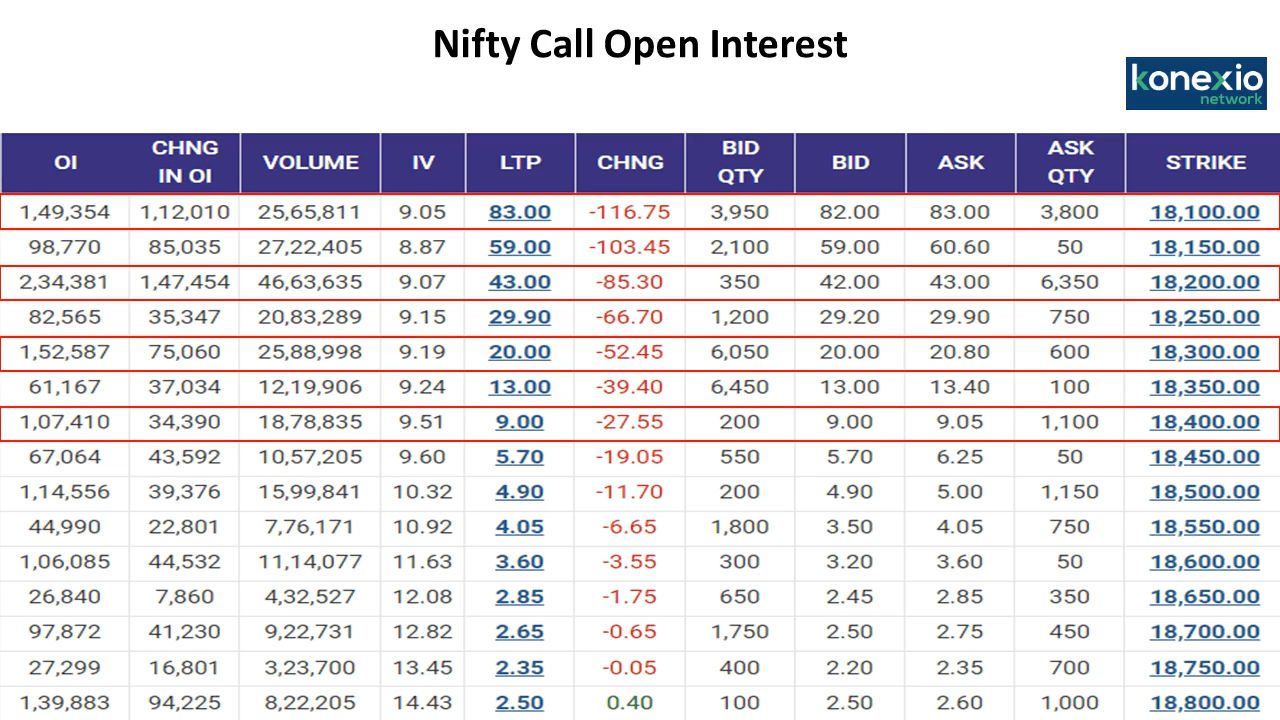 Nifty Call Open Interest
konexio
network
OI CHNG IN OI VOLUME IV LTP CHNG BID QTY BID ASK ASK QTY STRIKE
1,49,354 1,12,010 25,65,811 9.05 83.00 -116.75 3,950 82.00 83.00 3,800 18,100.00
98,770 85,035 27,22,405 8.87 59.00 -103.45 2,100 59.00 60.60 50 18,150.00
2,34,381 1,47,454 46,63,635 9.07 43.00 -85.30 350 42.00 43.00 6,350 18,200.00
82,565 35,347 20,83,289 9.15 29.90 -66.70 1,200 29.20 29.90 750 18,250.00
1,52,587 75,060 25,88,998 9.19 20.00 -52.45 6,050 20.00 20.80 600 18,300.00
61,167 37,034 12,19,906 9.24 13.00 -39.40 6,450 13.00 13.40 100 18,350.00
1,07,410 34,390 18,78,835 9.51 9.00 -27.55 200 9.00 9.05 1,100 18,400.00
67,064 43,592 10,57,205 9.60 5.70 -19.05 550 5.70 6.25 50 18,450.00
1,14,556 39,376 15,99,841 10.32 4.90 -11.70 200 4.90 5.00 1,150 18,500.00
44,990 22,801 7,76,171 10.92 4.05 -6.65 1,800 3.50 4.05 750 18,550.00
1,06,085 44,532 11,14,077 11.63 3.60 -3.55 300 3.20 3.60 50 18,600.00
26,840 7,860 4,32,527 12.08 2.85 -1.75 650 2.45 2.85 350 18,650.00
97,872 41,230 9,22,731 12.82 2.65 -0.65 1,750 2.50 2.75 450 18,700.00
27,299 16,801 3,23,700 13.45 2.35 -0.05 400 2.20 2.35 700 18,750.00
1,39,883 94,225 8,22,205 14.43 2.50 0.40 100 2.50 2.60 1,000 18,800.00